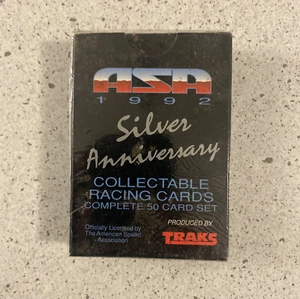 ASA
1992
Silver
Anniversary
COLLECTABLE
RACING CARDS
COMPLETE 50 CARD SET
Officially Licensed by
The American Speed
Association
PRODUCED BY
TRAKS